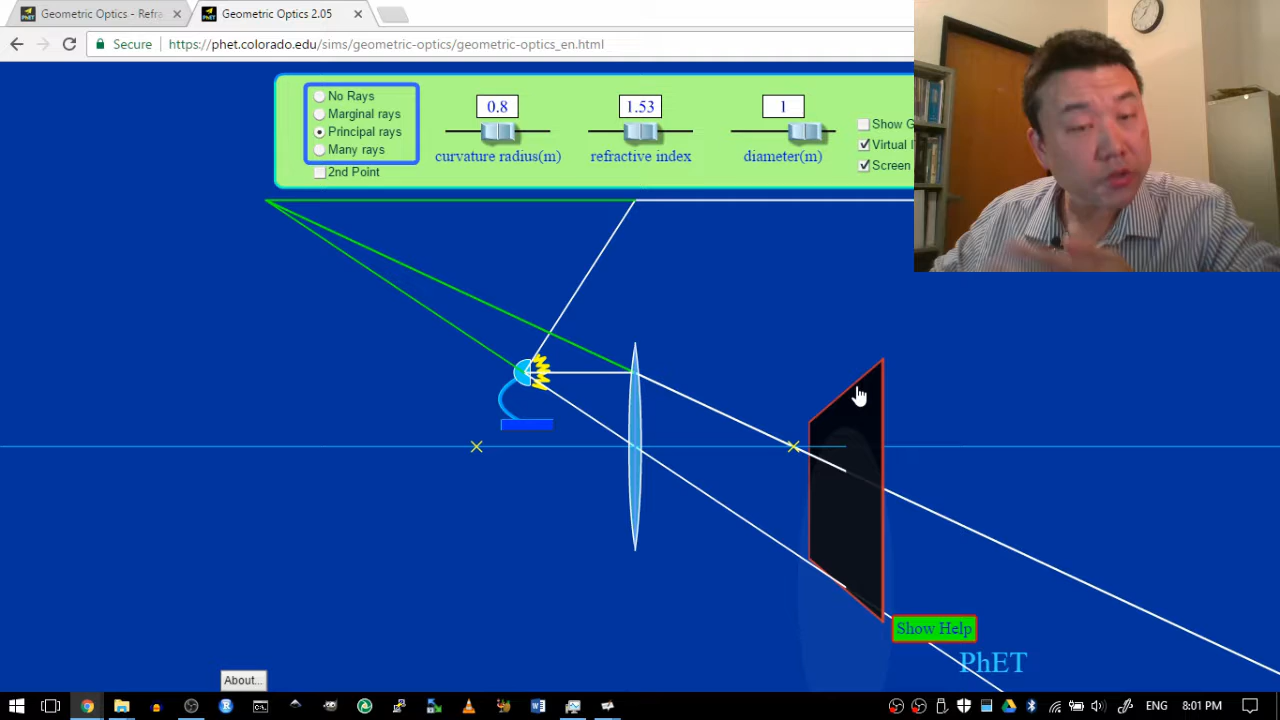 Geometric Optics - Refra
Geometric Optics 2.05
Secure
https://phet.colorado.edu/sims/geometric-optics/geometric-optics_en.html
No Rays
Marginal rays
Principal rays
Many rays
2nd Point
0.8
curvature radius(m)
1.53
refractive index
1
diameter(m)
Show G
Virtual I
Screen
Show Help
PhET
About...
8:01 PM